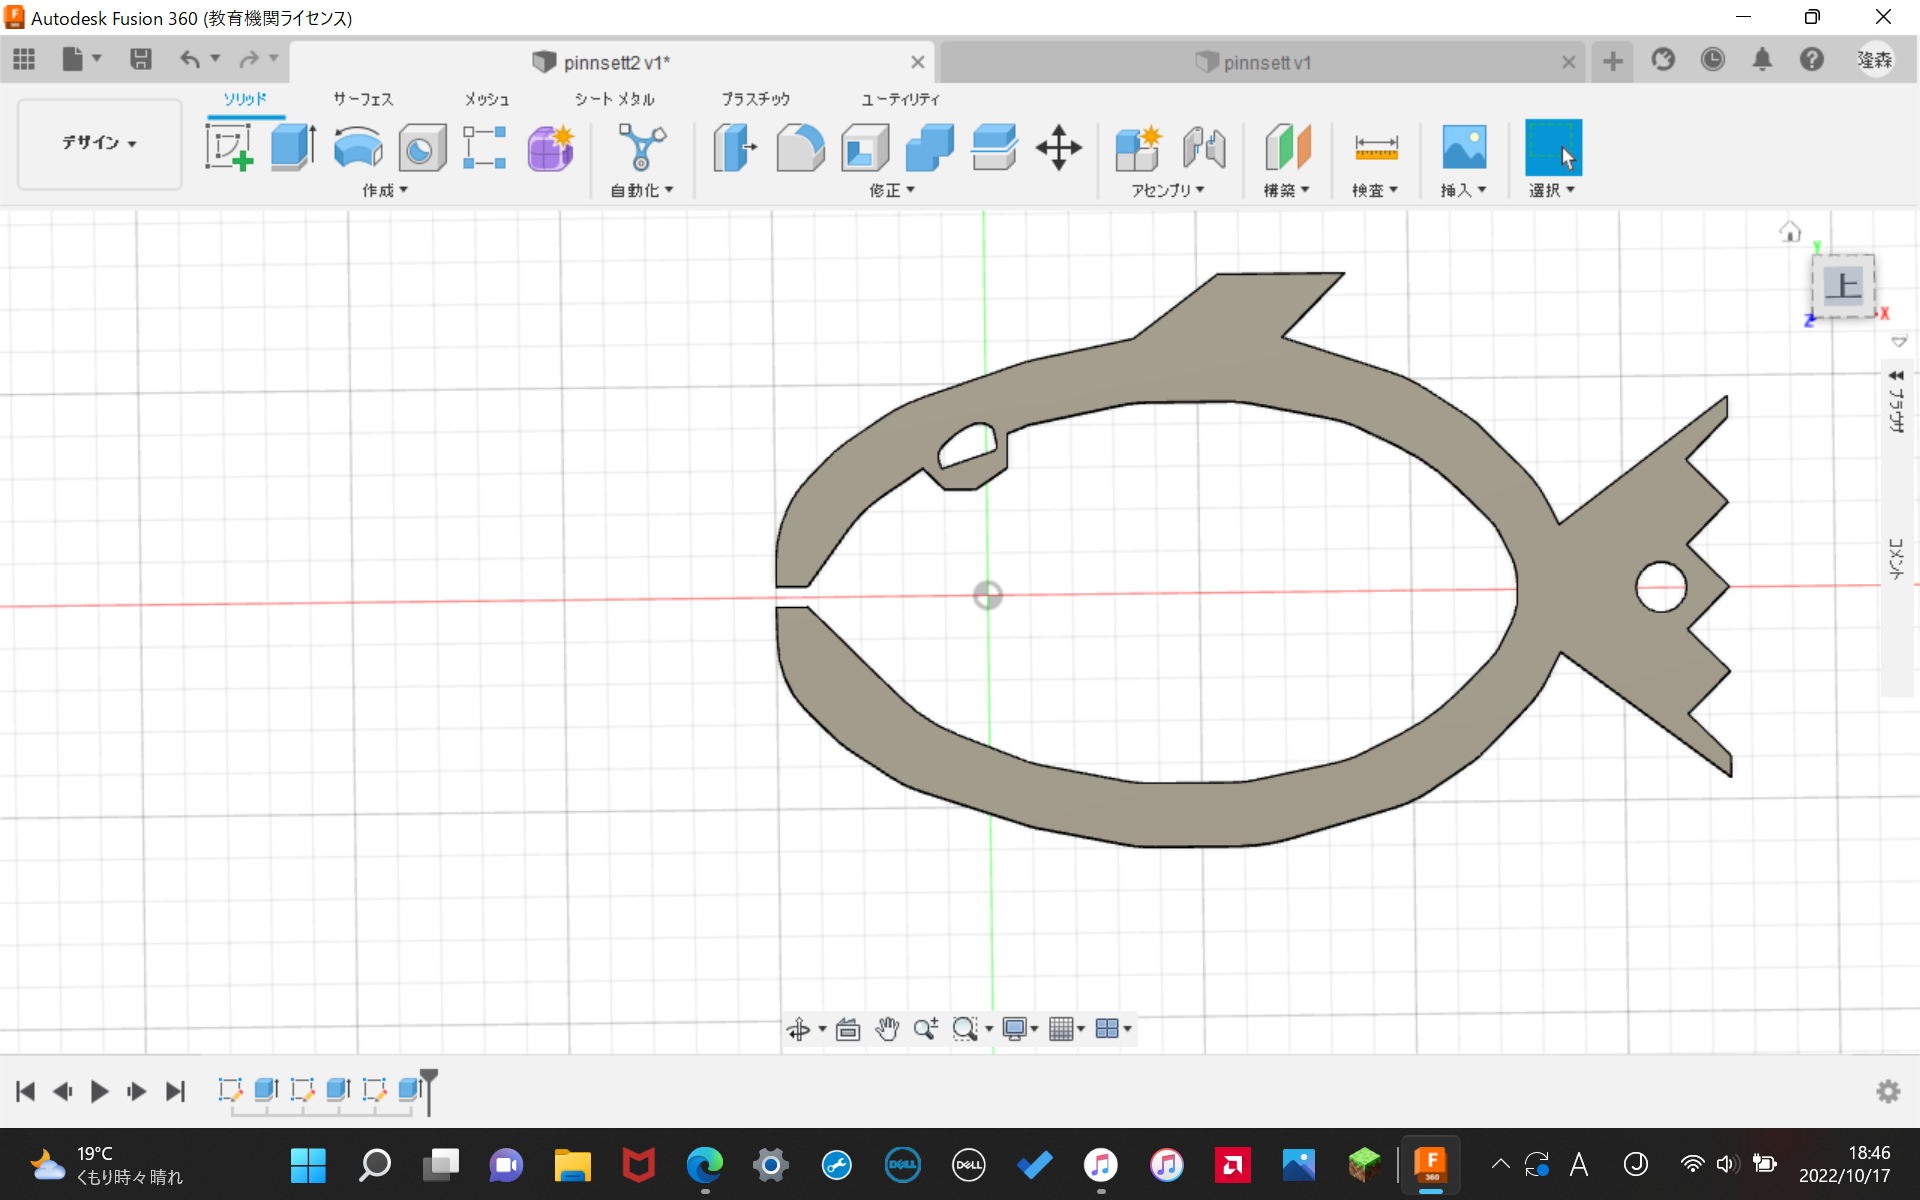 Autodesk Fusion 360 (教育機関ライセンス)
pinnsett2 v1*
pinnsett v1
隆森
デザイン
ソリッド
サーフェス
メッシュ
シート メタル
プラスチック
ユーティリティ
作成
自動化
修正
アセンブリ
構築
検査
挿入
選択
Y
上
Z
X
ブラウザ
コメント
19°C
くもり時々晴れ
DELL
DELL
F
360
A
J
18:46
2022/10/17